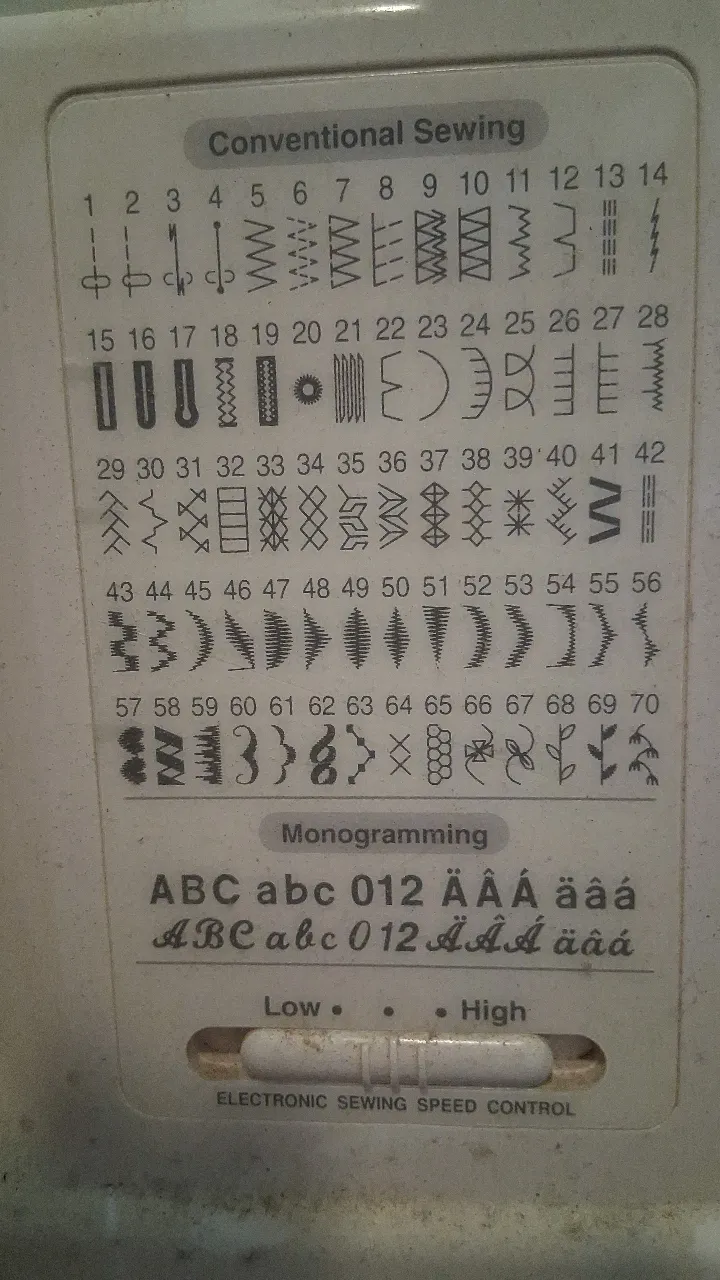 Conventional Sewing
1 2 3 4 5 6 7 8 9 10 11 12 13 14
15 16 17 18 19 20 21 22 23 24 25 26 27 28
29 30 31 32 33 34 35 36 37 38 39 40 41 42
43 44 45 46 47 48 49 50 51 52 53 54 55 56
57 58 59 60 61 62 63 64 65 66 67 68 69 70
Monogramming
ABC abc 012 ÄÂÁ äâá
ABC abc 012 ÄÂÁ äâá
Low • • • High
ELECTRONIC SEWING SPEED CONTROL